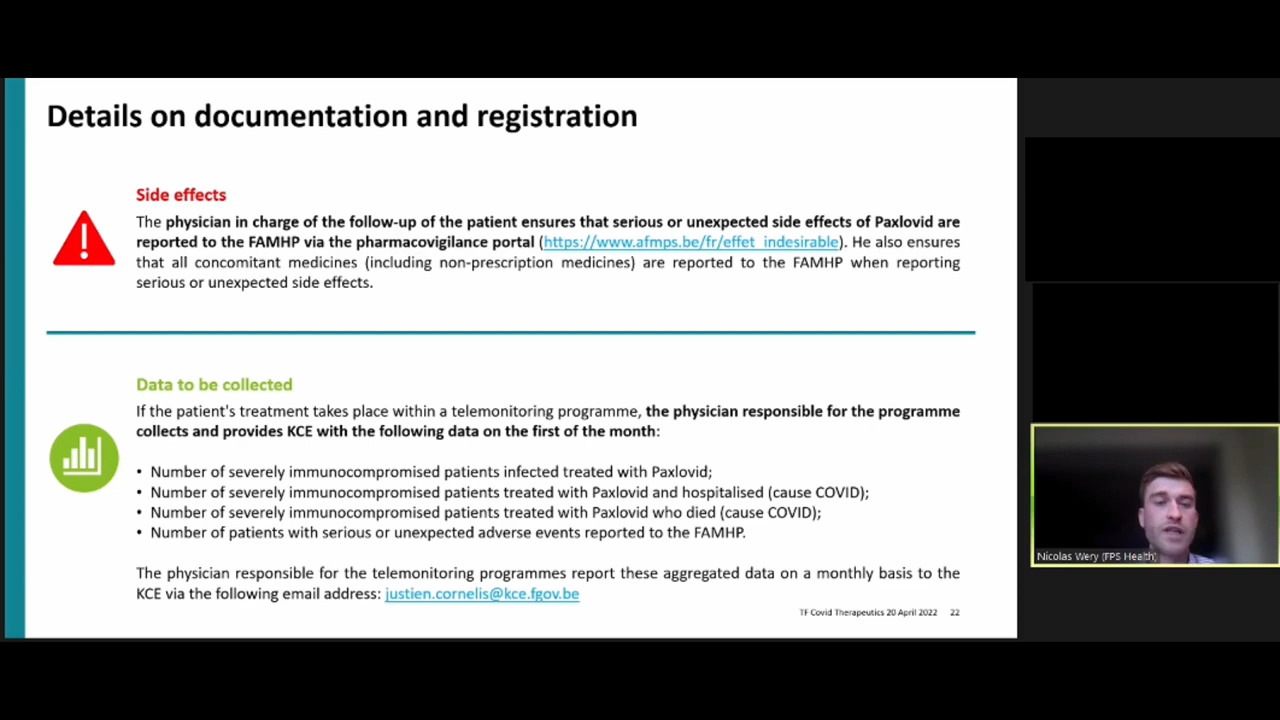 Details on documentation and registration
Side effects
The physician in charge of the follow-up of the patient ensures that serious or unexpected side effects of Paxlovid are
reported to the FAMHP via the pharmacovigilance portal (https://www.afmps.be/fr/effet_indesirable). He also ensures
that all concomitant medicines (including non-prescription medicines) are reported to the FAMHP when reporting
serious or unexpected side effects.
Data to be collected
If the patient's treatment takes place within a telemonitoring programme, the physician responsible for the programme
collects and provides KCE with the following data on the first of the month:
• Number of severely immunocompromised patients infected treated with Paxlovid;
• Number of severely immunocompromised patients treated with Paxlovid and hospitalised (cause COVID);
• Number of severely immunocompromised patients treated with Paxlovid who died (cause COVID);
• Number of patients with serious or unexpected adverse events reported to the FAMHP.
The physician responsible for the telemonitoring programmes report these aggregated data on a monthly basis to the
KCE via the following email address: justien.cornelis@kce.fgov.be
TF Covid Therapeutics 20 April 2022 22
Nicolas Wery (FPS Health)